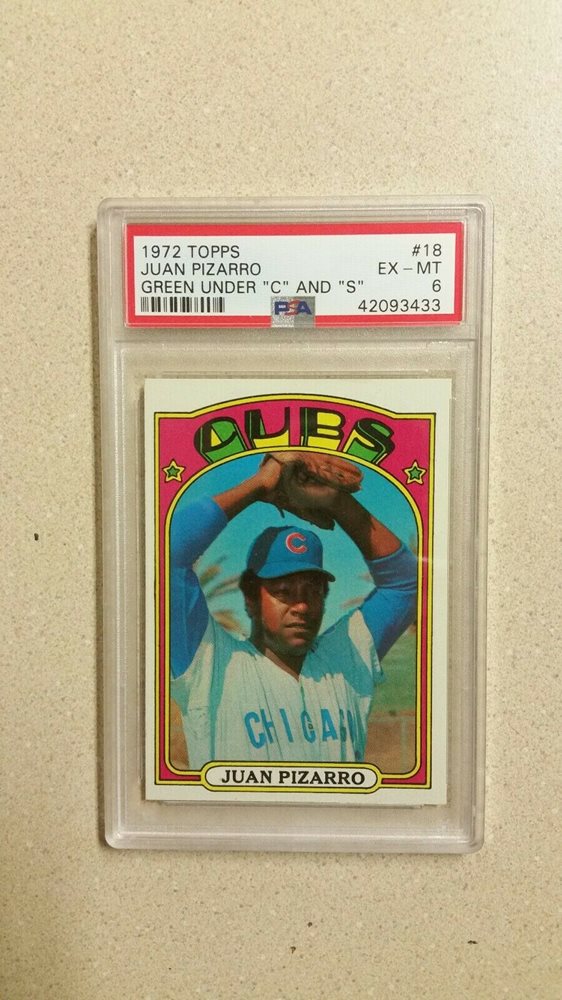 1972 TOPPS #18
JUAN PIZARRO EX - MT
GREEN UNDER "C" AND "S" 6
PSA 42093433
CUBS
C
CHICAGO
JUAN PIZARRO